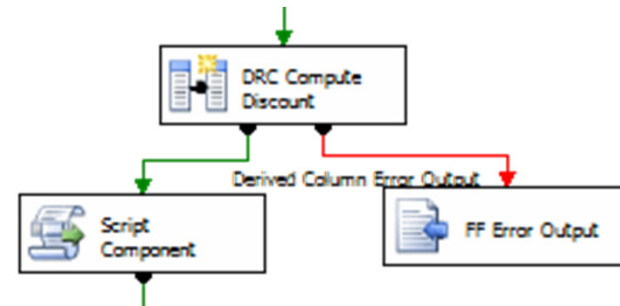 DRC Compute
Discount
Derived Column Error Output
Script
Component
FF Error Output